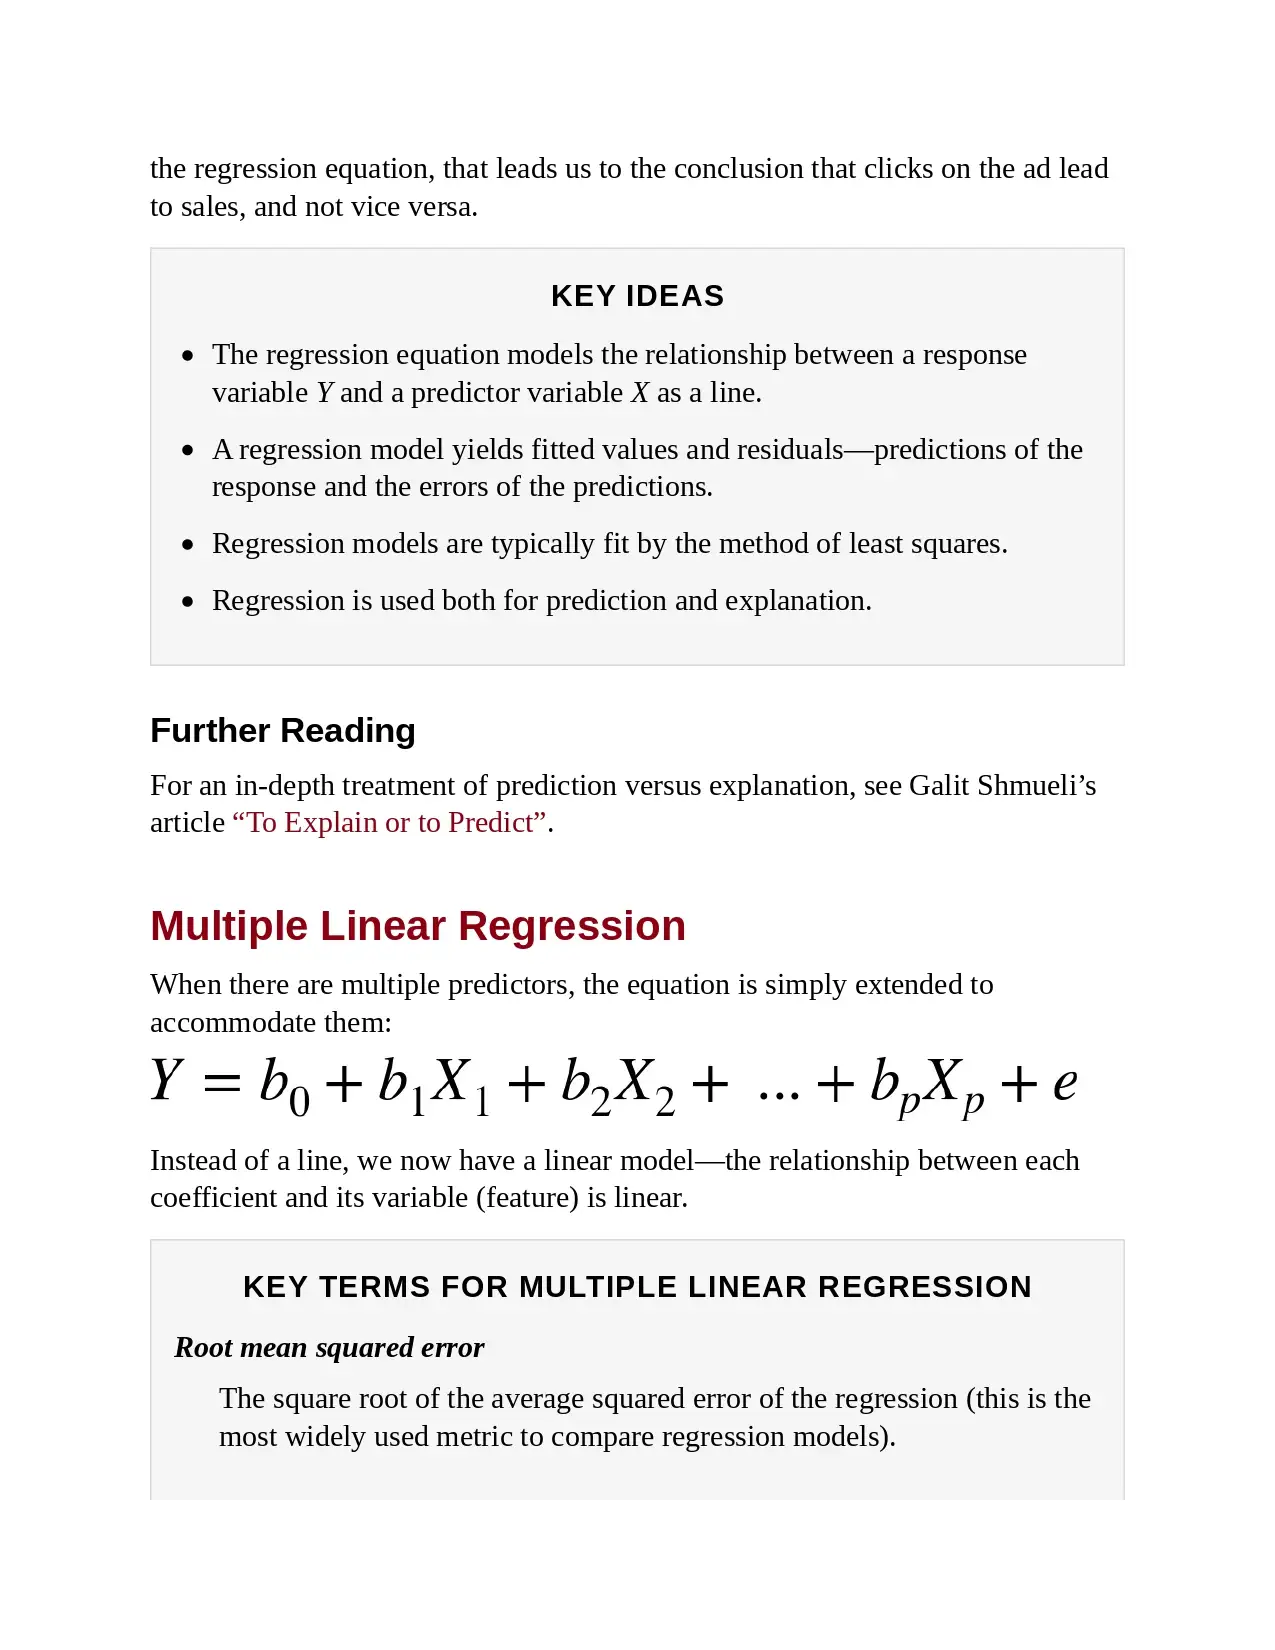 the regression equation, that leads us to the conclusion that clicks on the ad lead
to sales, and not vice versa.
KEY IDEAS
• The regression equation models the relationship between a response
variable Y and a predictor variable X as a line.
• A regression model yields fitted values and residuals—predictions of the
response and the errors of the predictions.
• Regression models are typically fit by the method of least squares.
• Regression is used both for prediction and explanation.
Further Reading
For an in-depth treatment of prediction versus explanation, see Galit Shmueli’s
article “To Explain or to Predict”.
Multiple Linear Regression
When there are multiple predictors, the equation is simply extended to
accommodate them:
Y = b₀ + b₁X₁ + b₂X₂ + ... + bₚXₚ + e
Instead of a line, we now have a linear model—the relationship between each
coefficient and its variable (feature) is linear.
KEY TERMS FOR MULTIPLE LINEAR REGRESSION
Root mean squared error
The square root of the average squared error of the regression (this is the
most widely used metric to compare regression models).